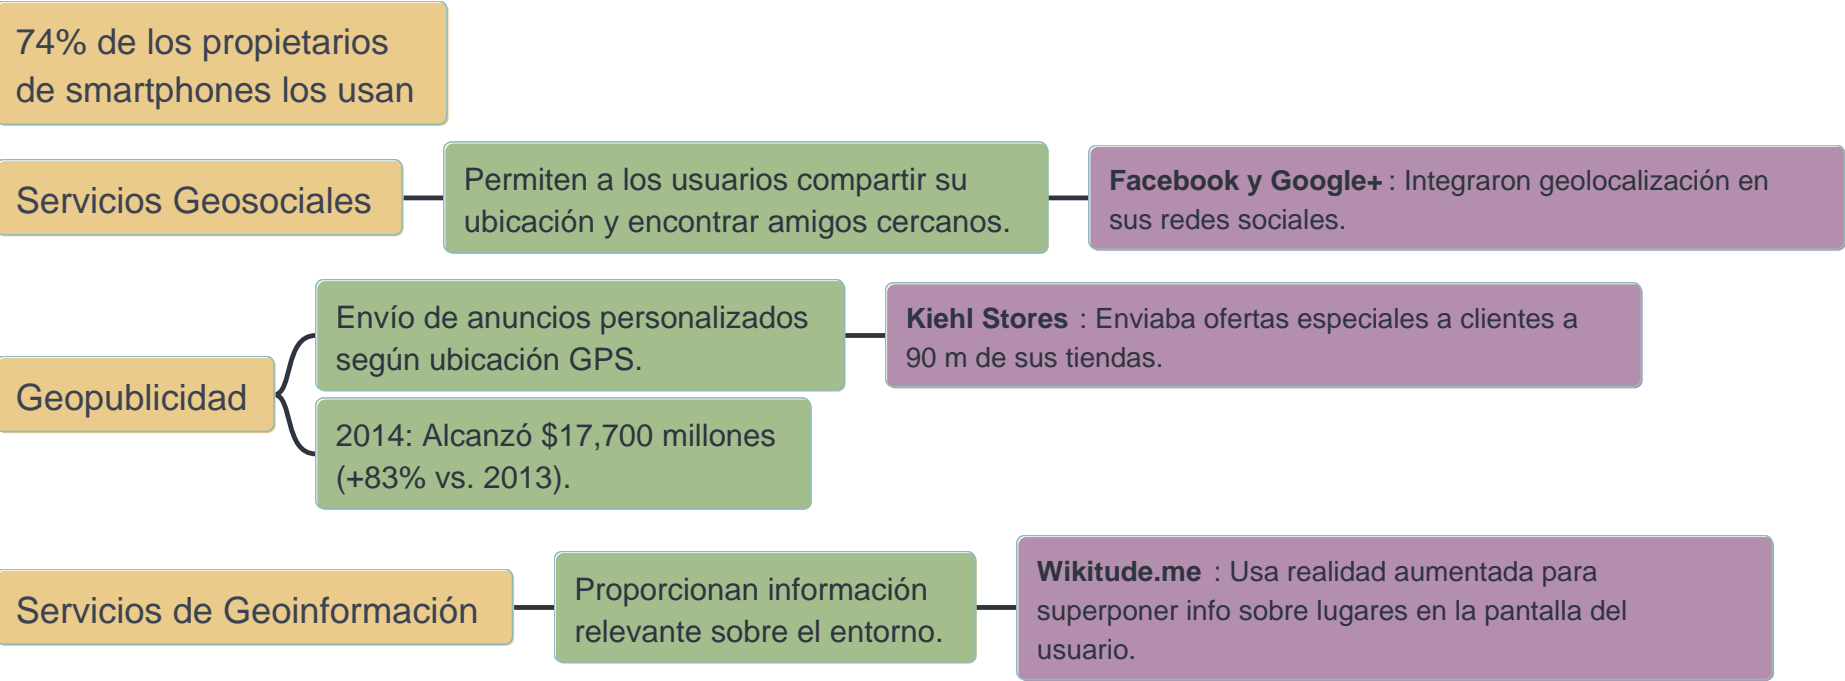 74% de los propietarios
de smartphones los usan
Servicios Geosociales
Permiten a los usuarios compartir su
ubicación y encontrar amigos cercanos.
Facebook y Google+ : Integraron geolocalización en
sus redes sociales.
Geopublicidad
Envío de anuncios personalizados
según ubicación GPS.
Kiehl Stores : Enviaba ofertas especiales a clientes a
90 m de sus tiendas.
2014: Alcanzó $17,700 millones
(+83% vs. 2013).
Servicios de Geoinformación
Proporcionan información
relevante sobre el entorno.
Wikitude.me : Usa realidad aumentada para
superponer info sobre lugares en la pantalla del
usuario.